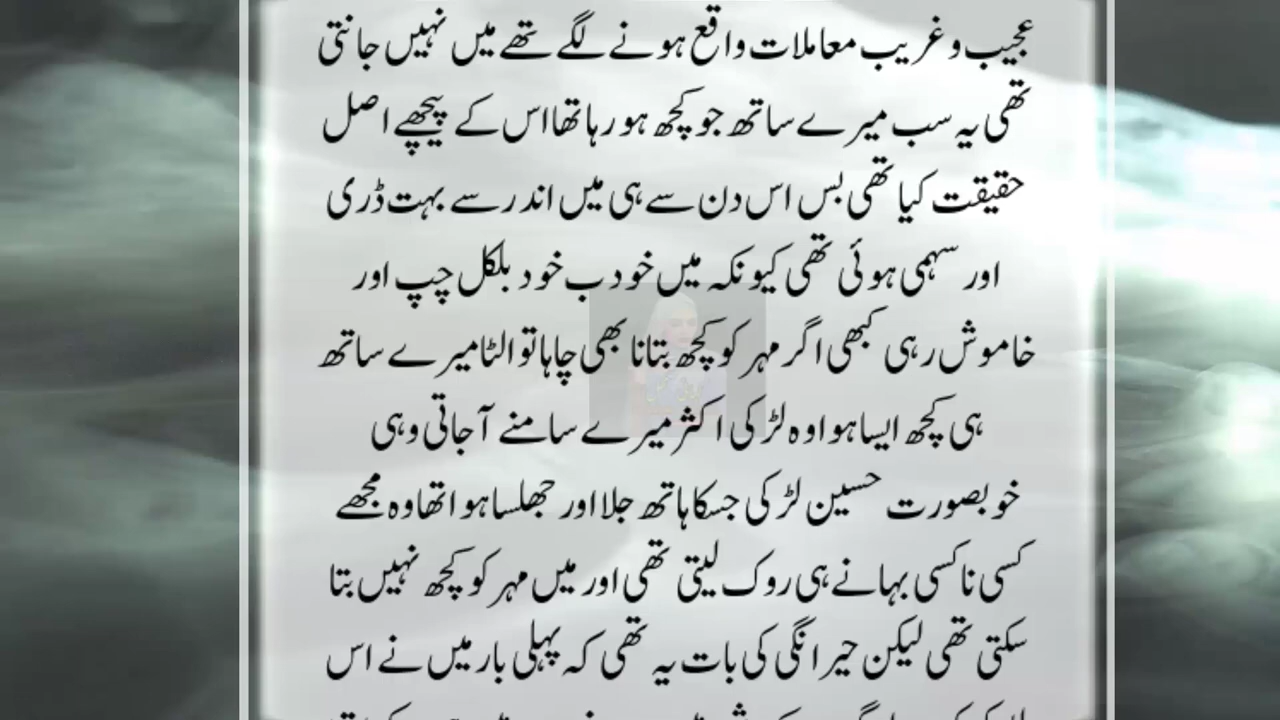 عجیب و غریب معاملات واقع ہونے لگے تھے میں نہیں جانتی
تھی یہ سب میرے ساتھ جو کچھ ہو رہا تھا اس کے پیچھے اصل
حقیقت کیا تھی بس اس دن سے ہی میں اندر سے بہت ڈری
اور سہمی ہوئی تھی کیونکہ میں خود ب خود بلکل چپ اور
خاموش رہی کبھی اگر مہر کو کچھ بتانا بھی چاہا تو الٹا میرے ساتھ
ہی کچھ ایسا ہوا وہ لڑکی اکثر میرے سامنے آجاتی وہی
خوبصورت حسین لڑکی جسکا ہاتھ جلا اور جھلسا ہوا تھا وہ مجھے
کسی نا کسی بہانے ہی روک لیتی تھی اور میں مہر کو کچھ نہیں بتا
سکتی تھی لیکن حیرانگی کی بات یہ تھی کہ پہلی بار میں نے اس